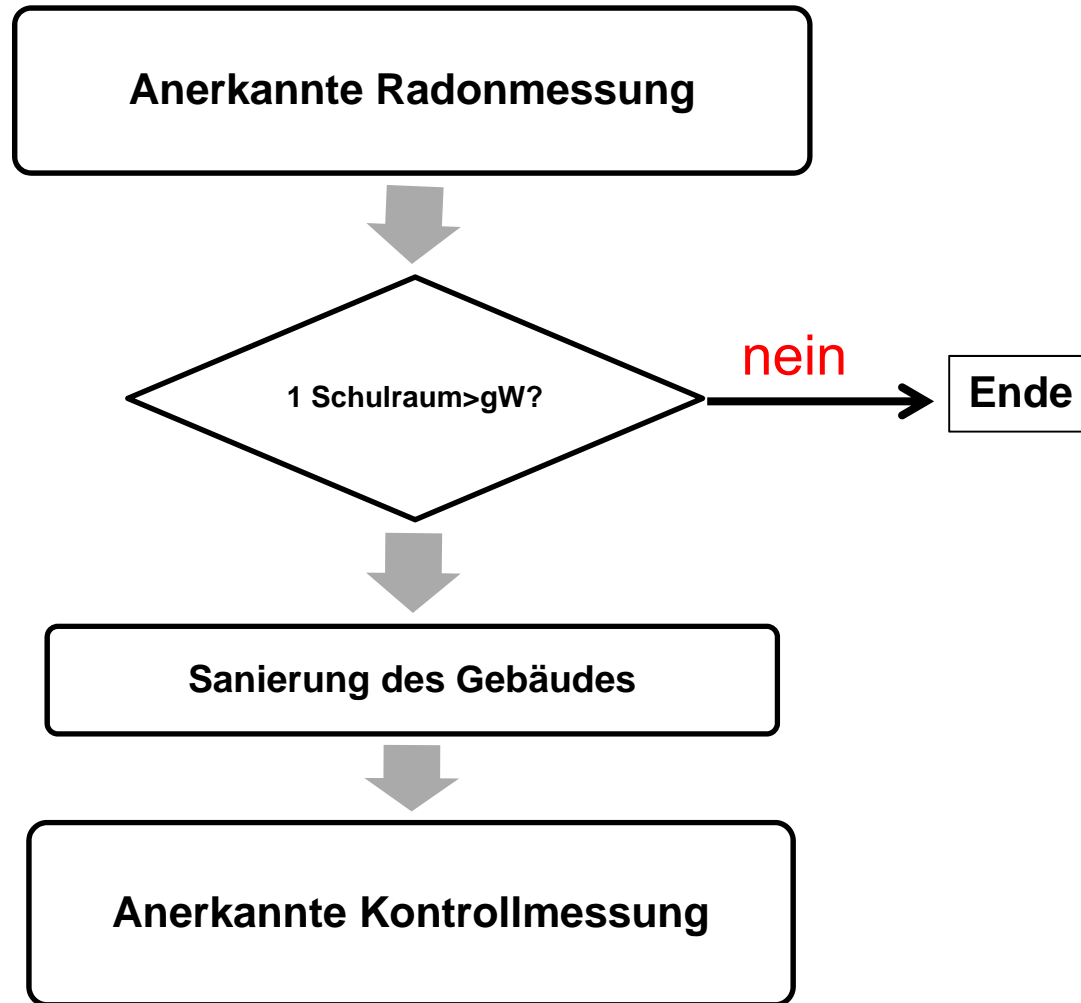 Anerkannte Radonmessung
1 Schulraum>gW?
nein
Ende
Sanierung des Gebäudes
Anerkannte Kontrollmessung